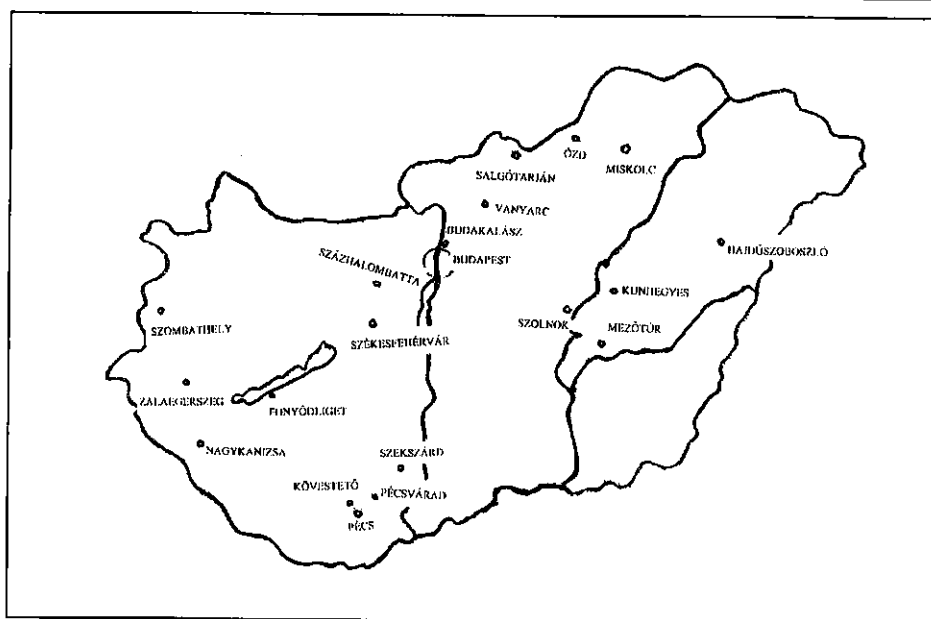 ÓZD
MISKOLC
SALGÓTARJÁN
VANYARC
BUDAKALÁSZ
HAJDÚSZOBOSZLÓ
BUDAPEST
SZÁZHALOMBATTA
KUNHEGYES
SZOLNOK
MEZŐTÚR
SZOMBATHELY
SZÉKESFEHÉRVÁR
ZALAEGERSZEG
FONYÓDLIGET
NAGYKANIZSA
SZEKSZÁRD
KÖVESTETŐ
PÉCSVÁRAD
PÉCS